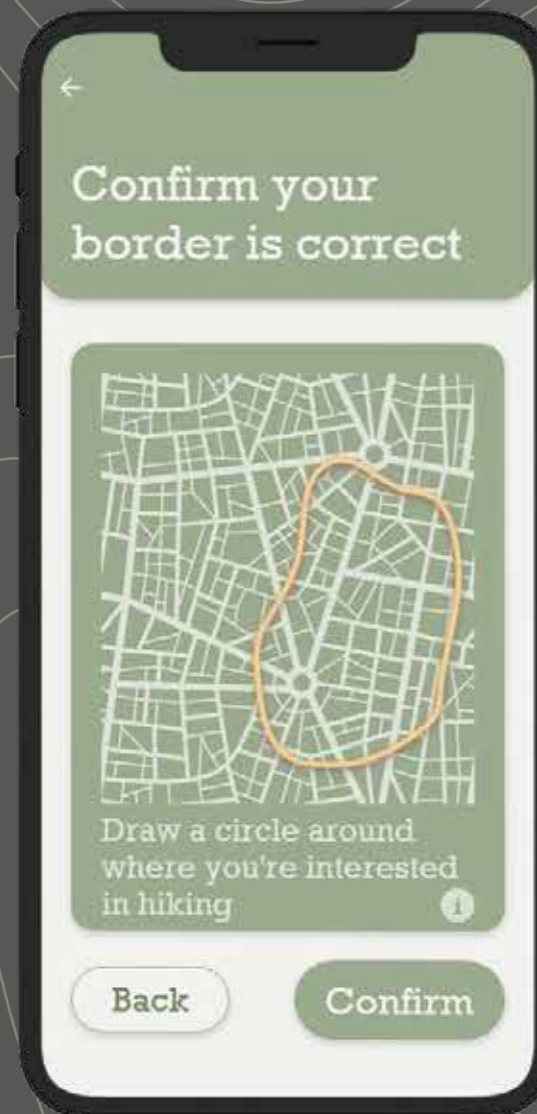 Confirm your
border is correct
Draw a circle around
where you're interested
in hiking
i
Back
Confirm